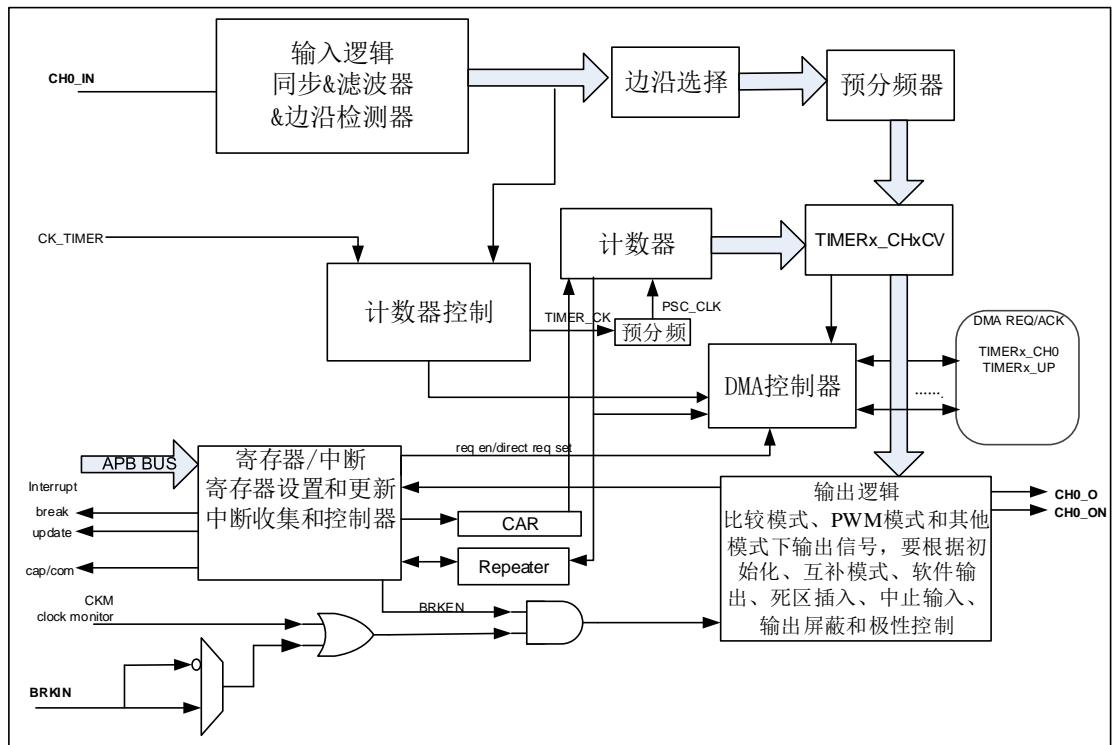 CH0_IN
输入逻辑
同步&滤波器
&边沿检测器
边沿选择
预分频器
CK_TIMER
计数器控制
TIMER_CK
计数器
PSC_CLK
预分频
TIMERx_CHxCV
DMA控制器
DMA REQ/ACK
TIMERx_CH0
TIMERx_UP
.......
APB BUS
Interrupt
break
update
cap/com
寄存器/中断
寄存器设置和更新
中断收集和控制器
req en/direct req set
CAR
Repeater
输出逻辑
比较模式、PWM模式和其他
模式下输出信号，要根据初
始化、互补模式、软件输
出、死区插入、中止输入、
输出屏蔽和极性控制
CH0_O
CH0_ON
CKM
clock monitor
BRKEN
BRKIN